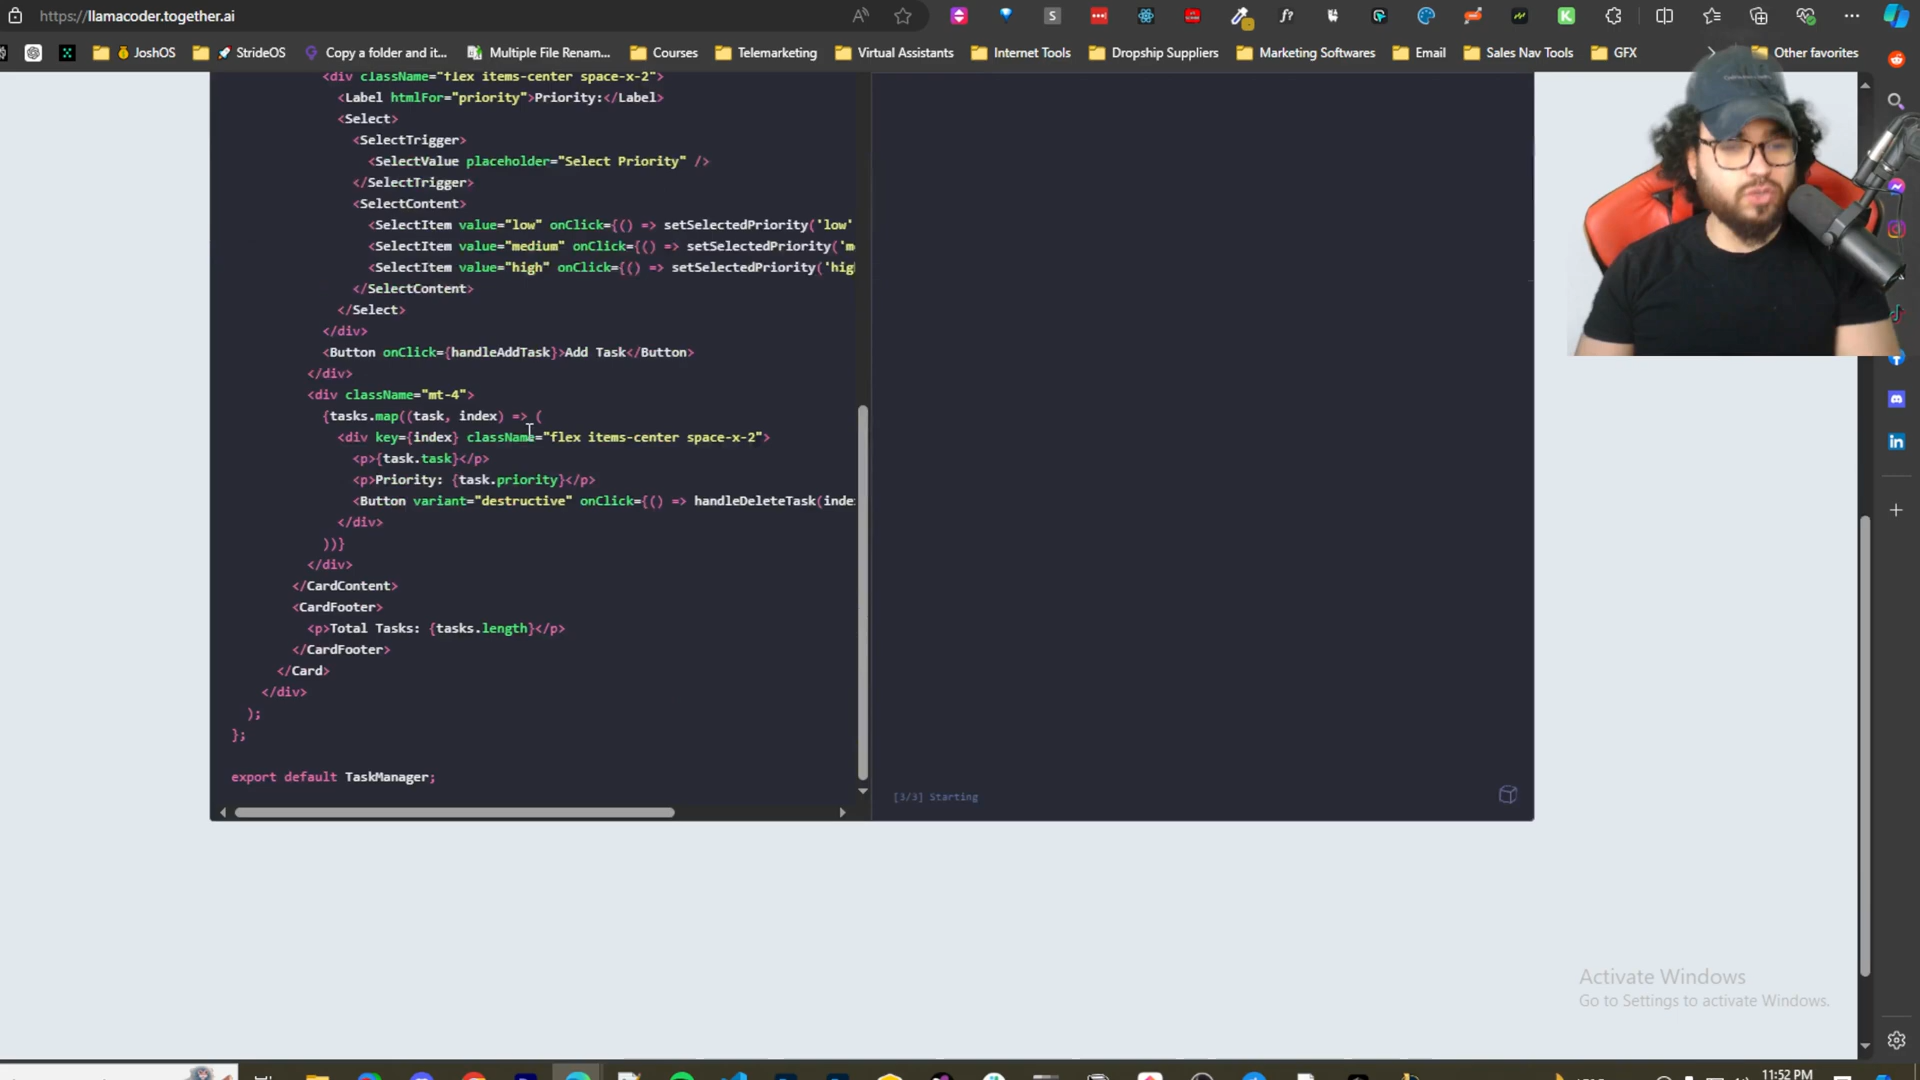 https://llamacoder.together.ai
JoshOS StrideOS Copy a folder and it... Multiple File Renam... Courses Telemarketing Virtual Assistants Internet Tools Dropship Suppliers Marketing Softwares Email Sales Nav Tools GFX Other favorites
<div className="flex items-center space-x-2">
<Label htmlFor="priority">Priority:</Label>
<Select>
<SelectTrigger>
<SelectValue placeholder="Select Priority" />
</SelectTrigger>
<SelectContent>
<SelectItem value="low" onClick={() => setSelectedPriority('low'
<SelectItem value="medium" onClick={() => setSelectedPriority('m
<SelectItem value="high" onClick={() => setSelectedPriority('hig
</SelectContent>
</Select>
</div>
<Button onClick={handleAddTask}>Add Task</Button>
</div>
<div className="mt-4">
{tasks.map((task, index) => (
<div key={index} className="flex items-center space-x-2">
<p>{task.task}</p>
<p>Priority: {task.priority}</p>
<Button variant="destructive" onClick={() => handleDeleteTask(inde
</div>
))}
</div>
</CardContent>
<CardFooter>
<p>Total Tasks: {tasks.length}</p>
</CardFooter>
</Card>
</div>
);
};
export default TaskManager;
[3/3] Starting
Activate Windows
Go to Settings to activate Windows.
11:52 PM